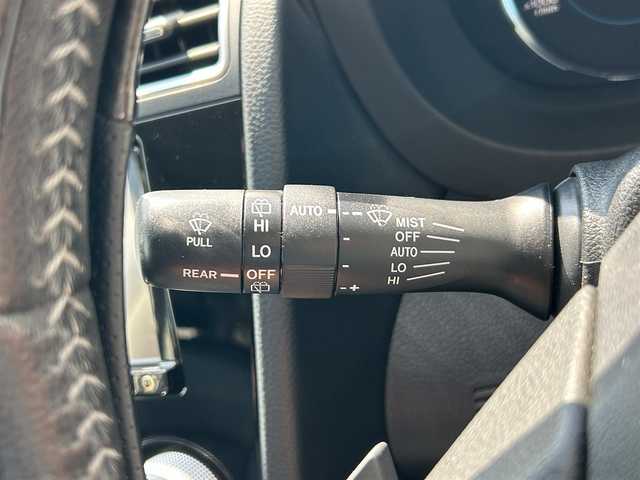 PULL
REAR
HI
LO
OFF
AUTO
- +
MIST
OFF
AUTO
LO
HI